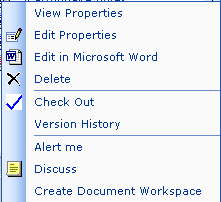 View Properties
Edit Properties
Edit in Microsoft Word
Delete
Check Out
Version History
Alert me
Discuss
Create Document Workspace